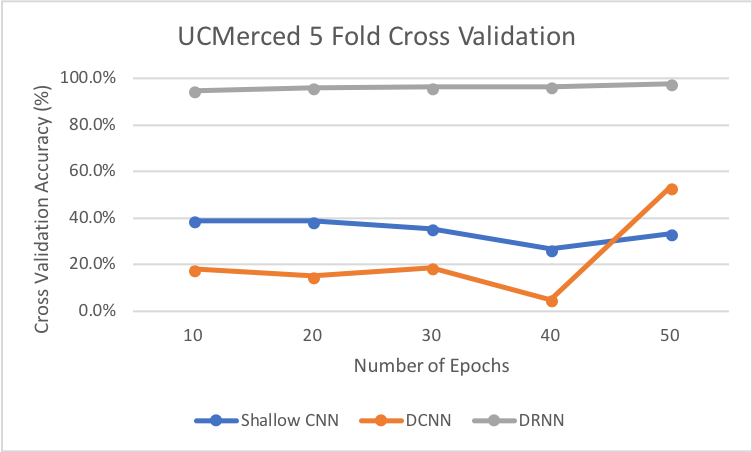 UCMerced 5 Fold Cross Validation
Cross Validation Accuracy (%)
100.0%
80.0%
60.0%
40.0%
20.0%
0.0%
10 20 30 40 50
Number of Epochs
Shallow CNN DCNN DRNN